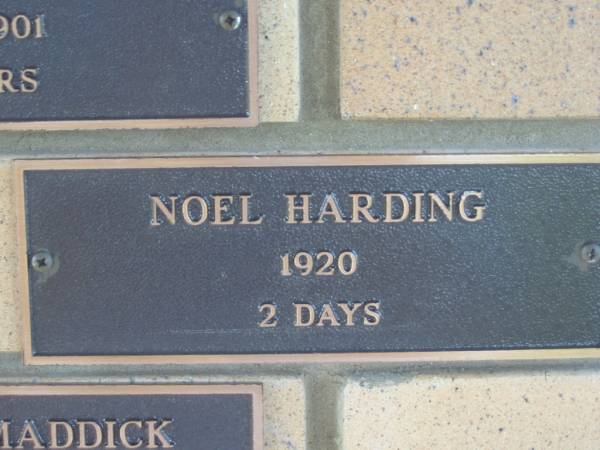 901
RS
NOEL HARDING
1920
2 DAYS
MADDICK